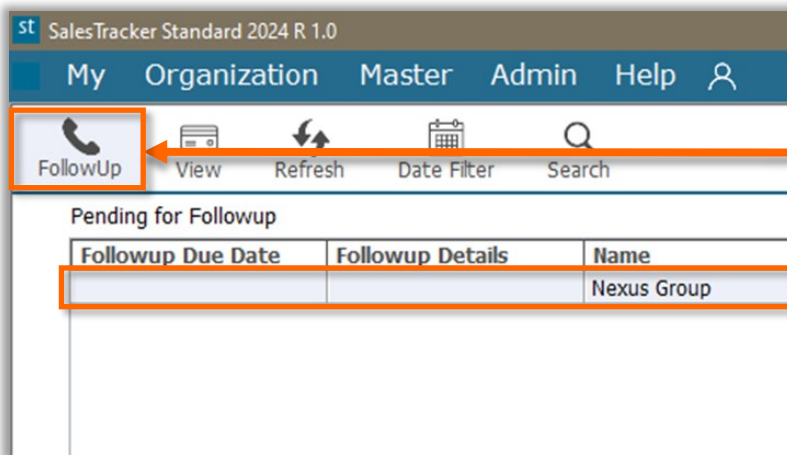 st SalesTracker Standard 2024 R 1.0
My Organization Master Admin Help
FollowUp View Refresh Date Filter Search
Pending for Followup
Followup Due Date Followup Details Name
Nexus Group